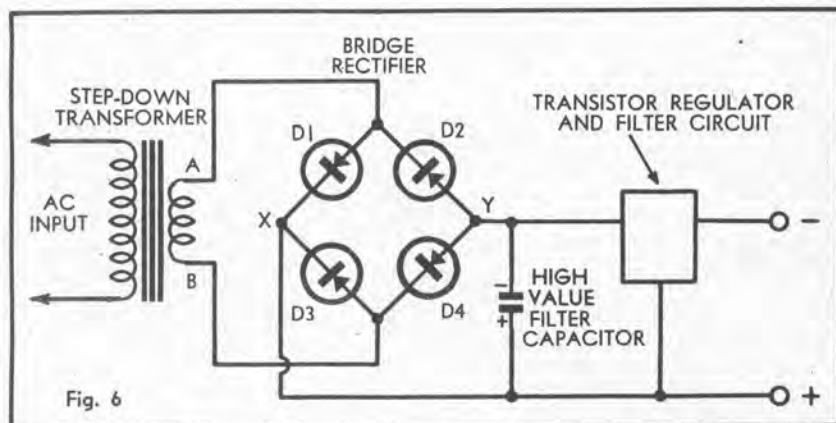 BRIDGE
RECTIFIER
STEP-DOWN
TRANSFORMER
TRANSISTOR REGULATOR
AND FILTER CIRCUIT
D1
D2
A
AC
INPUT
X
Y
-
B
D3
D4
-
+
HIGH
VALUE
FILTER
CAPACITOR
Fig. 6
+